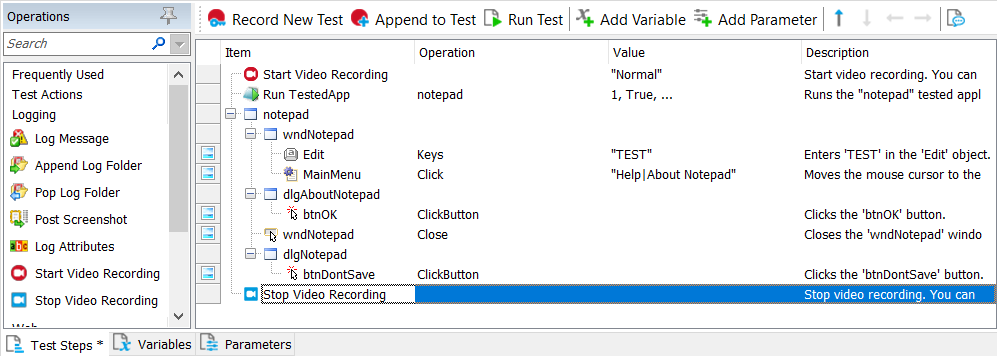 Operations
Search
Frequently Used
Test Actions
Logging
Log Message
Append Log Folder
Pop Log Folder
Post Screenshot
Log Attributes
Start Video Recording
Stop Video Recording
Record New Test Append to Test Run Test Add Variable Add Parameter
Item Operation Value Description
Start Video Recording "Normal" Start video recording. You can
Run TestedApp notepad 1, True, ... Runs the "notepad" tested appl
notepad
wndNotepad
Edit Keys "TEST" Enters 'TEST' in the 'Edit' object.
MainMenu Click "Help|About Notepad" Moves the mouse cursor to the
dlgAboutNotepad
btnOK ClickButton Clicks the 'btnOK' button.
wndNotepad Close Closes the 'wndNotepad' windo
dlgNotepad
btnDontSave ClickButton Clicks the 'btnDontSave' button.
Stop Video Recording Stop video recording. You can
Test Steps * Variables Parameters